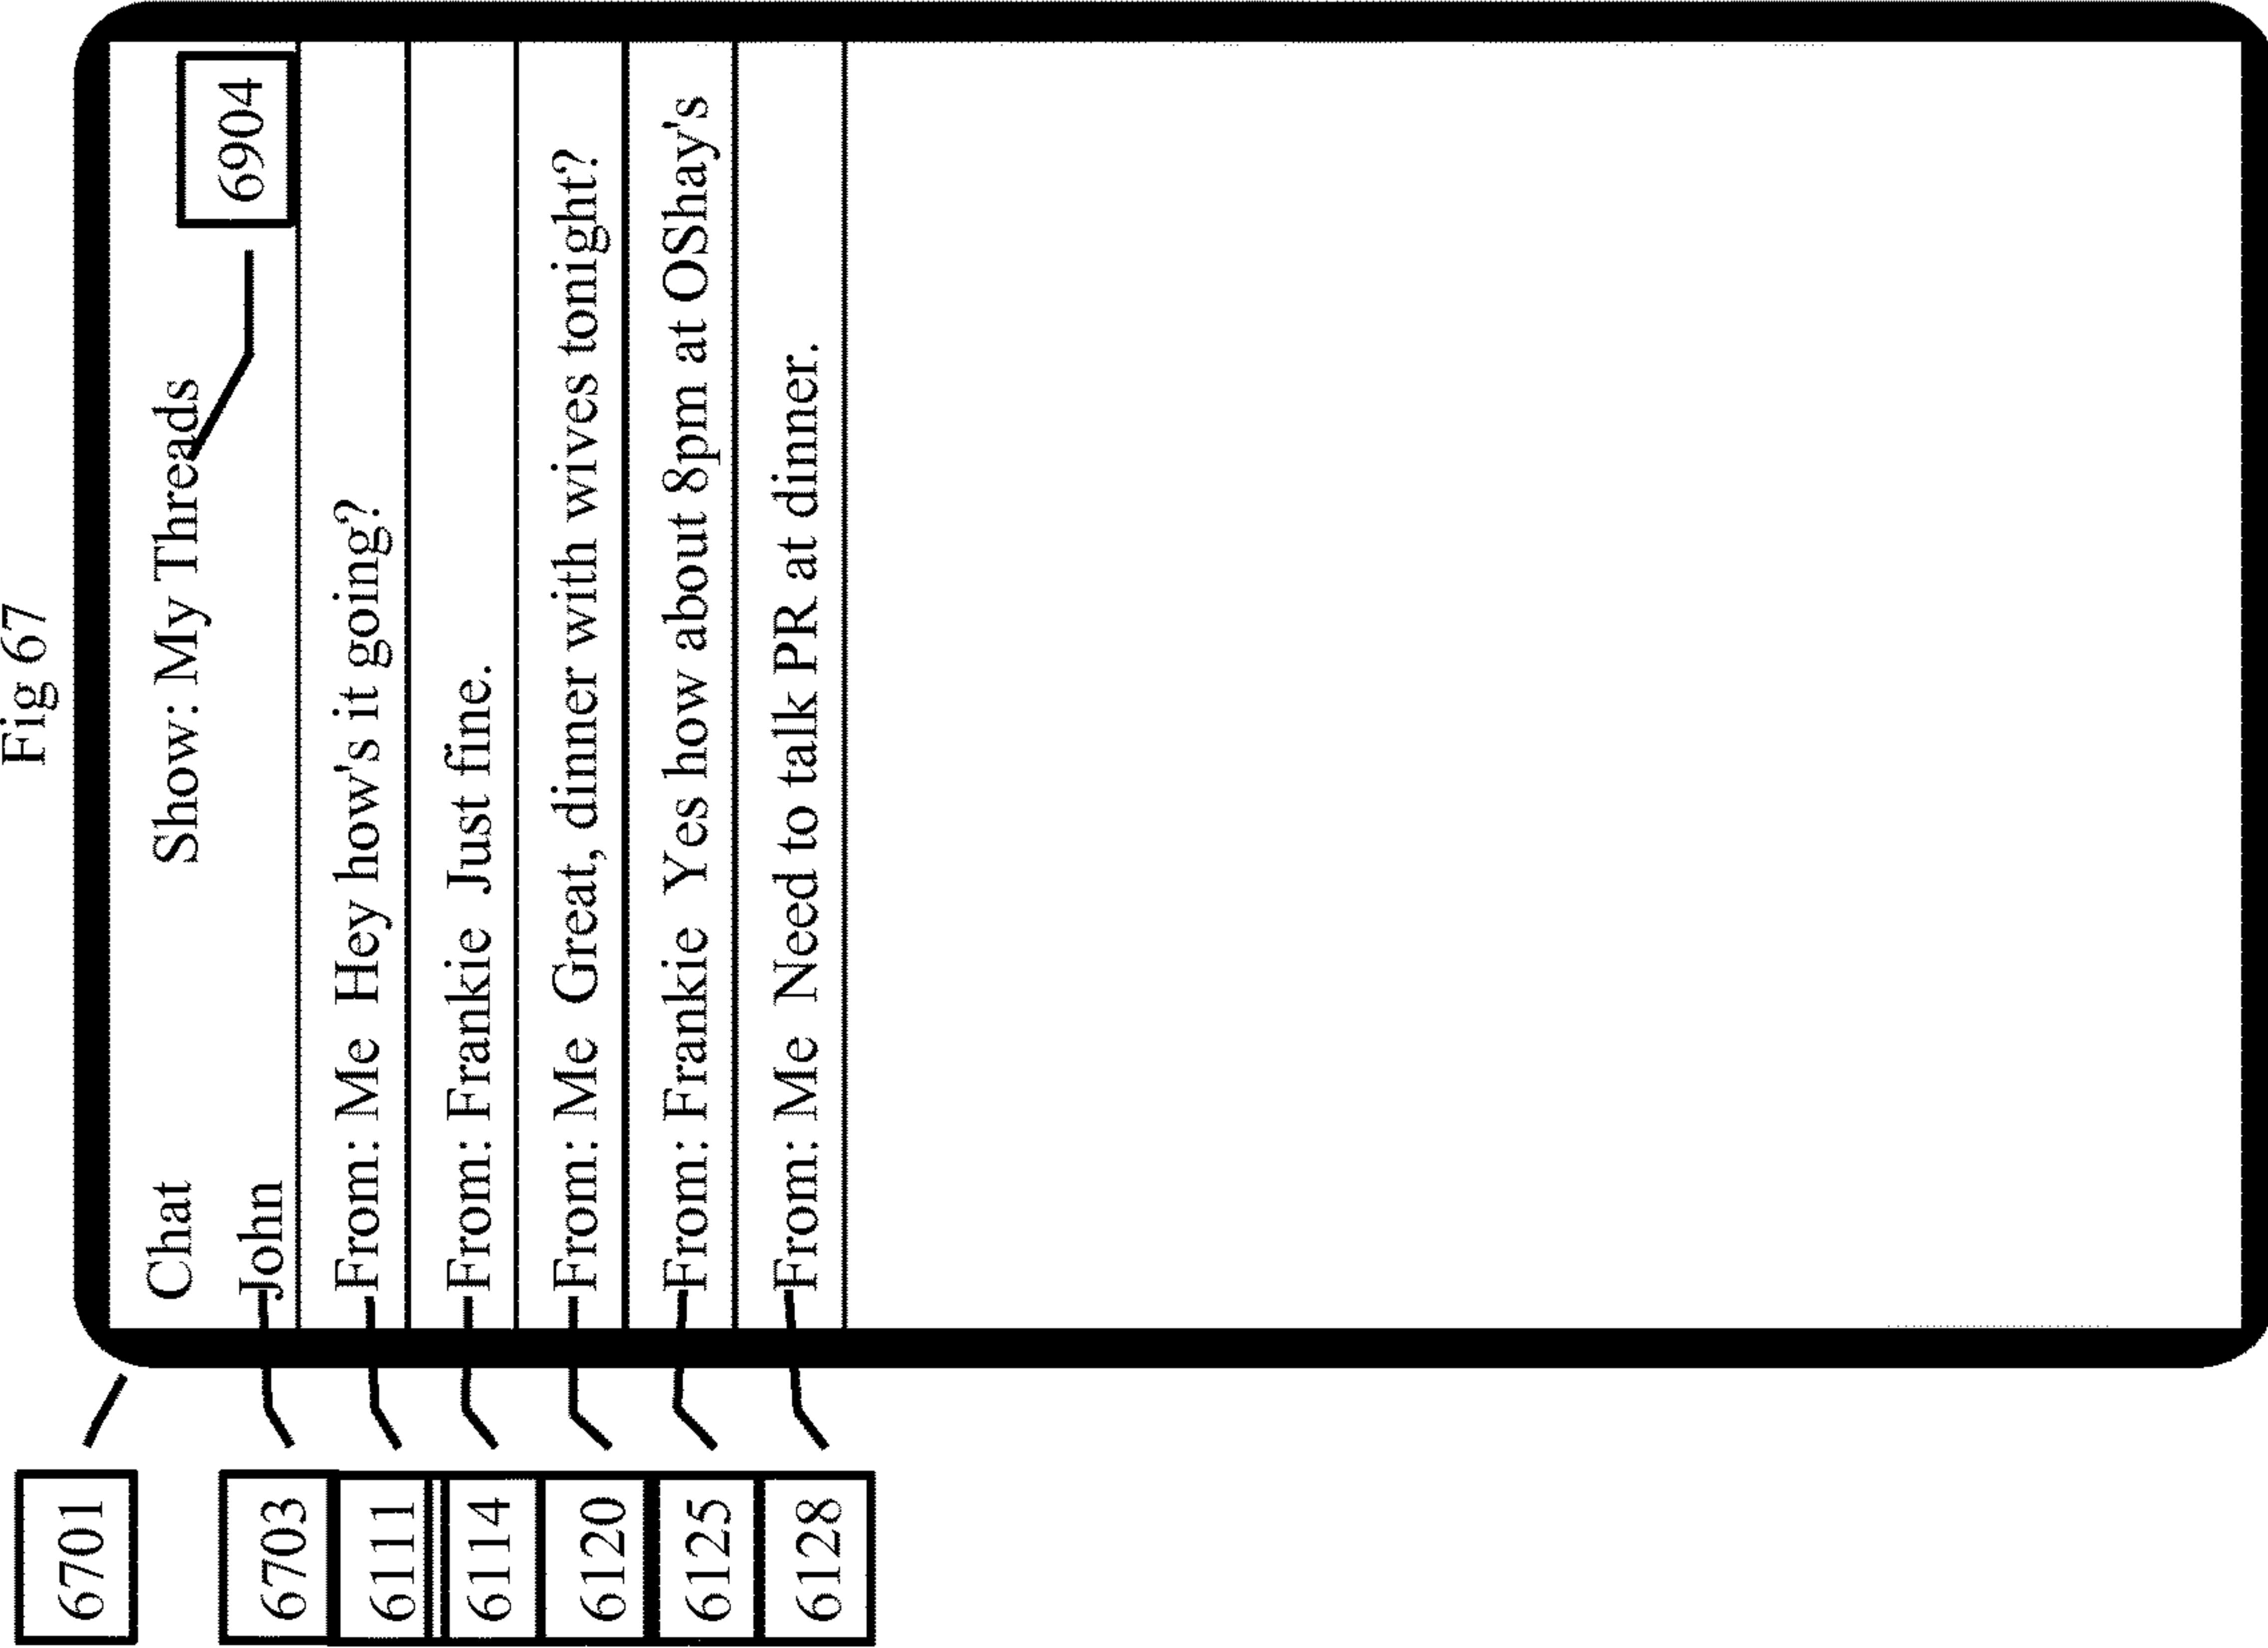 Fig 67
6701
Chat Show: My Threads
6703 John 6904
6111 From: Me Hey how's it going?
6114 From: Frankie Just fine.
6120 From: Me Great, dinner with wives tonight?
6125 From: Frankie Yes how about 8pm at OShay's
6128 From: Me Need to talk PR at dinner.